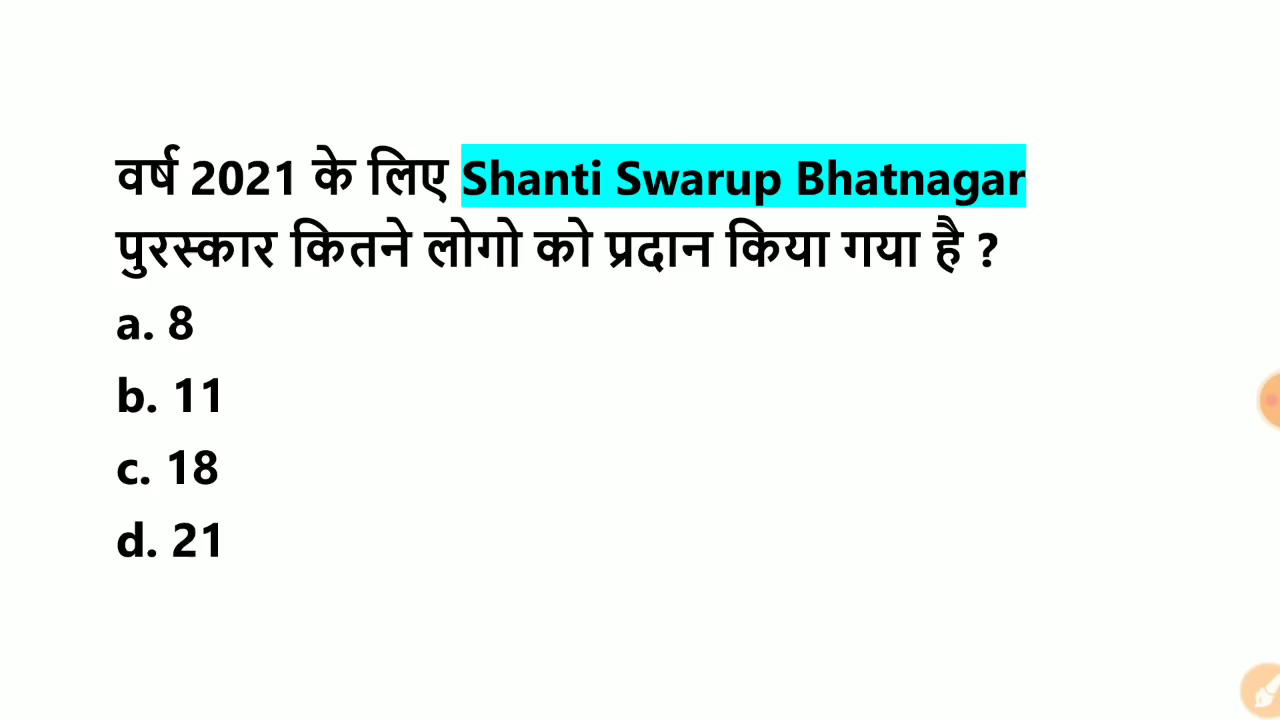 वर्ष 2021 के लिए Shanti Swarup Bhatnagar
पुरस्कार कितने लोगो को प्रदान किया गया है ?
a. 8
b. 11
c. 18
d. 21